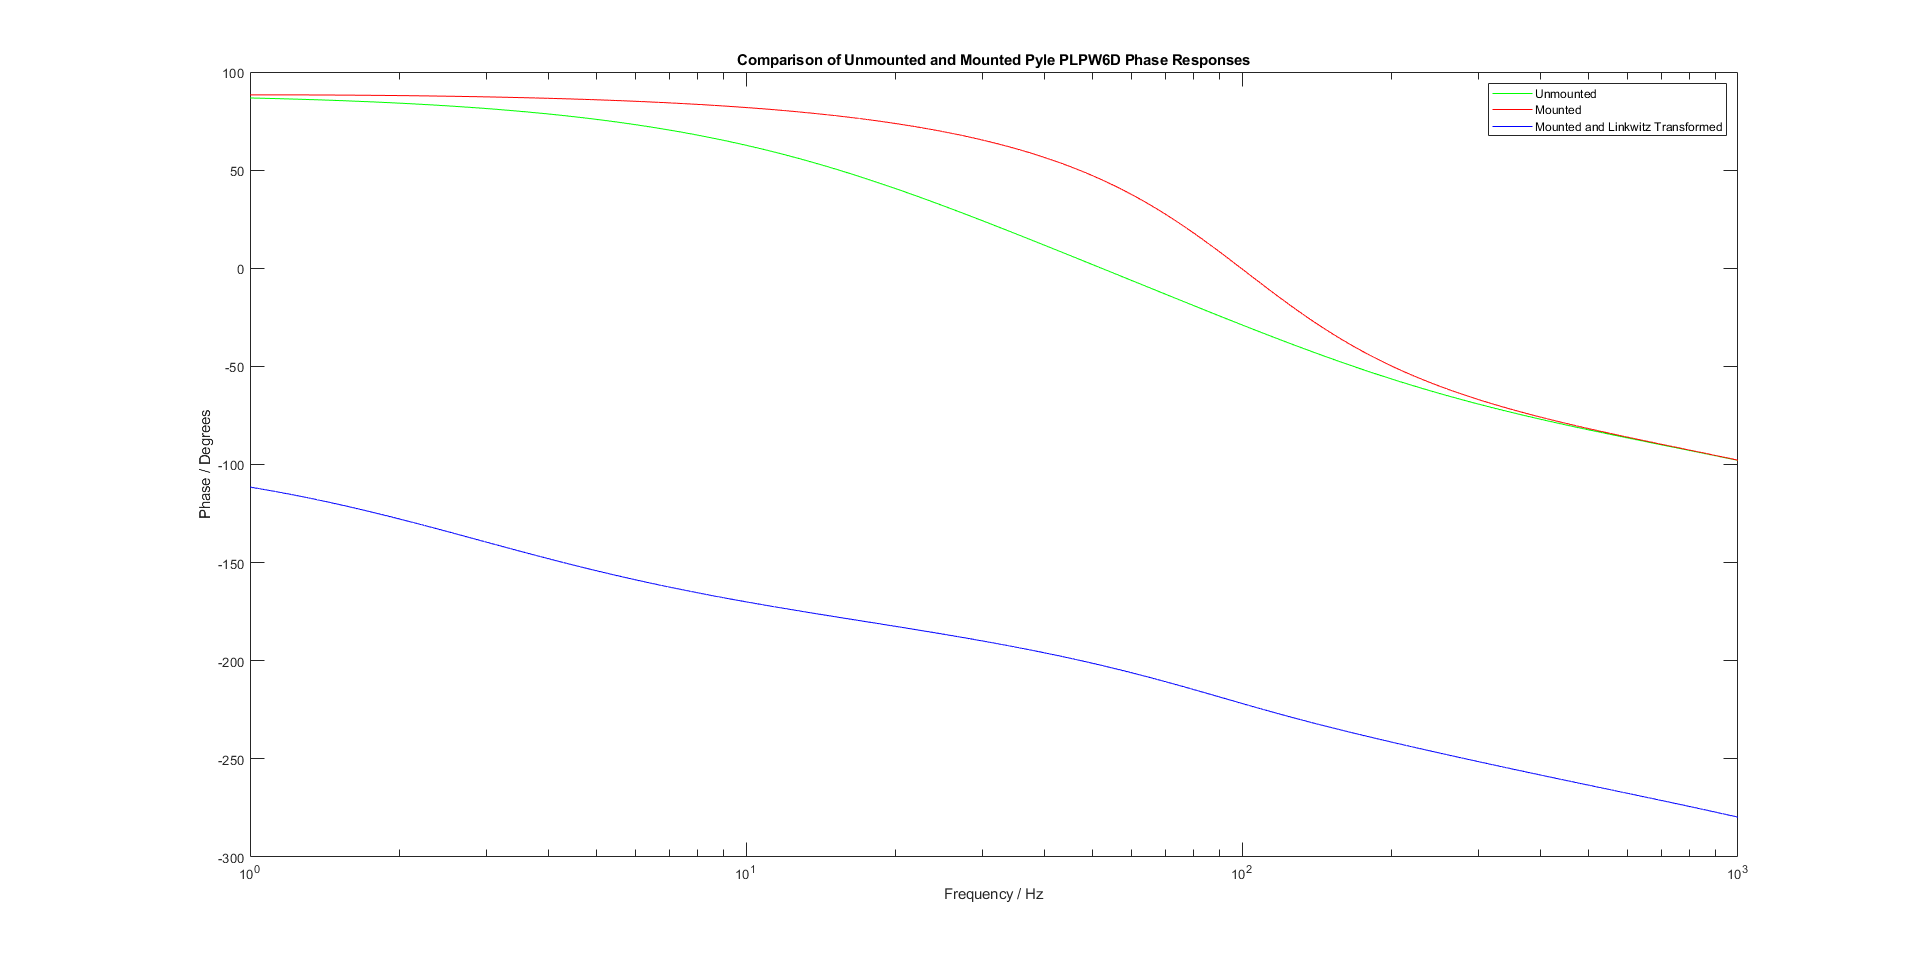 Comparison of Unmounted and Mounted Pyle PLPW6D Phase Responses
100
50
0
-50
-100
-150
-200
-250
-300
Phase / Degrees
Unmounted
Mounted
Mounted and Linkwitz Transformed
10^0 10^1 10^2 10^3
Frequency / Hz